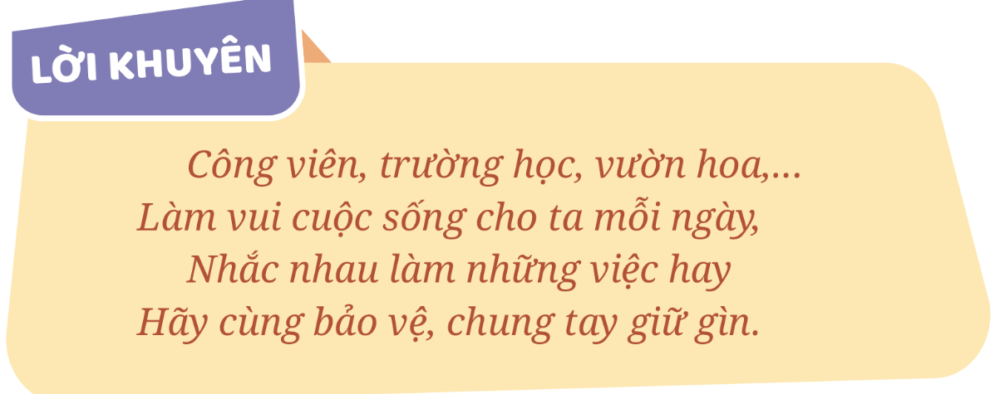 LỜI KHUYÊN
Công viên, trường học, vườn hoa,...
Làm vui cuộc sống cho ta mỗi ngày,
Nhắc nhau làm những việc hay
Hãy cùng bảo vệ, chung tay giữ gìn.